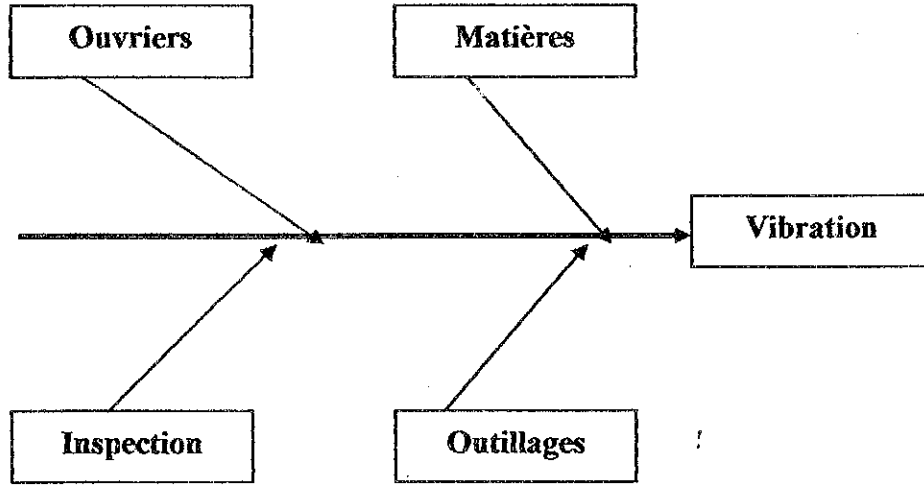 Ouvriers
Matières
Vibration
Inspection
Outillages